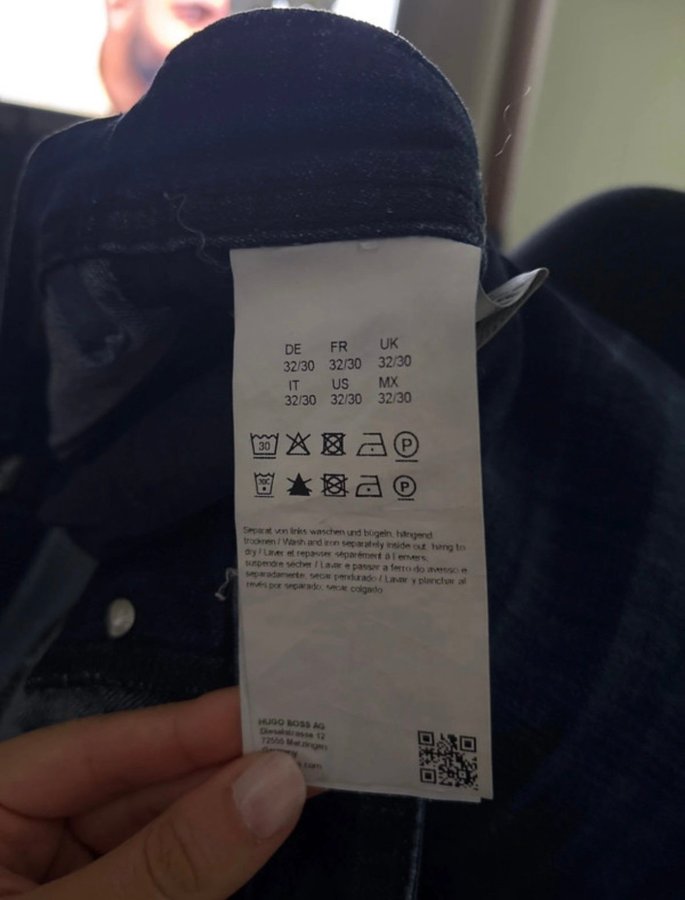 DE FR UK
32/30 32/30 32/30
IT US MX
32/30 32/30 32/30
30 P
30C P
Separat von links waschen und bügeln, hängend
trocknen / Wash and iron separately inside out, hang to
dry / Laver et repasser séparément à l envers,
suspendre sécher / Lavar e passar a ferro do avesso e
separadamente, secar pendurado / Lavar y planchar al
revés por separado, secar colgado
HUGO BOSS AG
Dieselstrasse 12
72555 Metzingen
Germany
.com